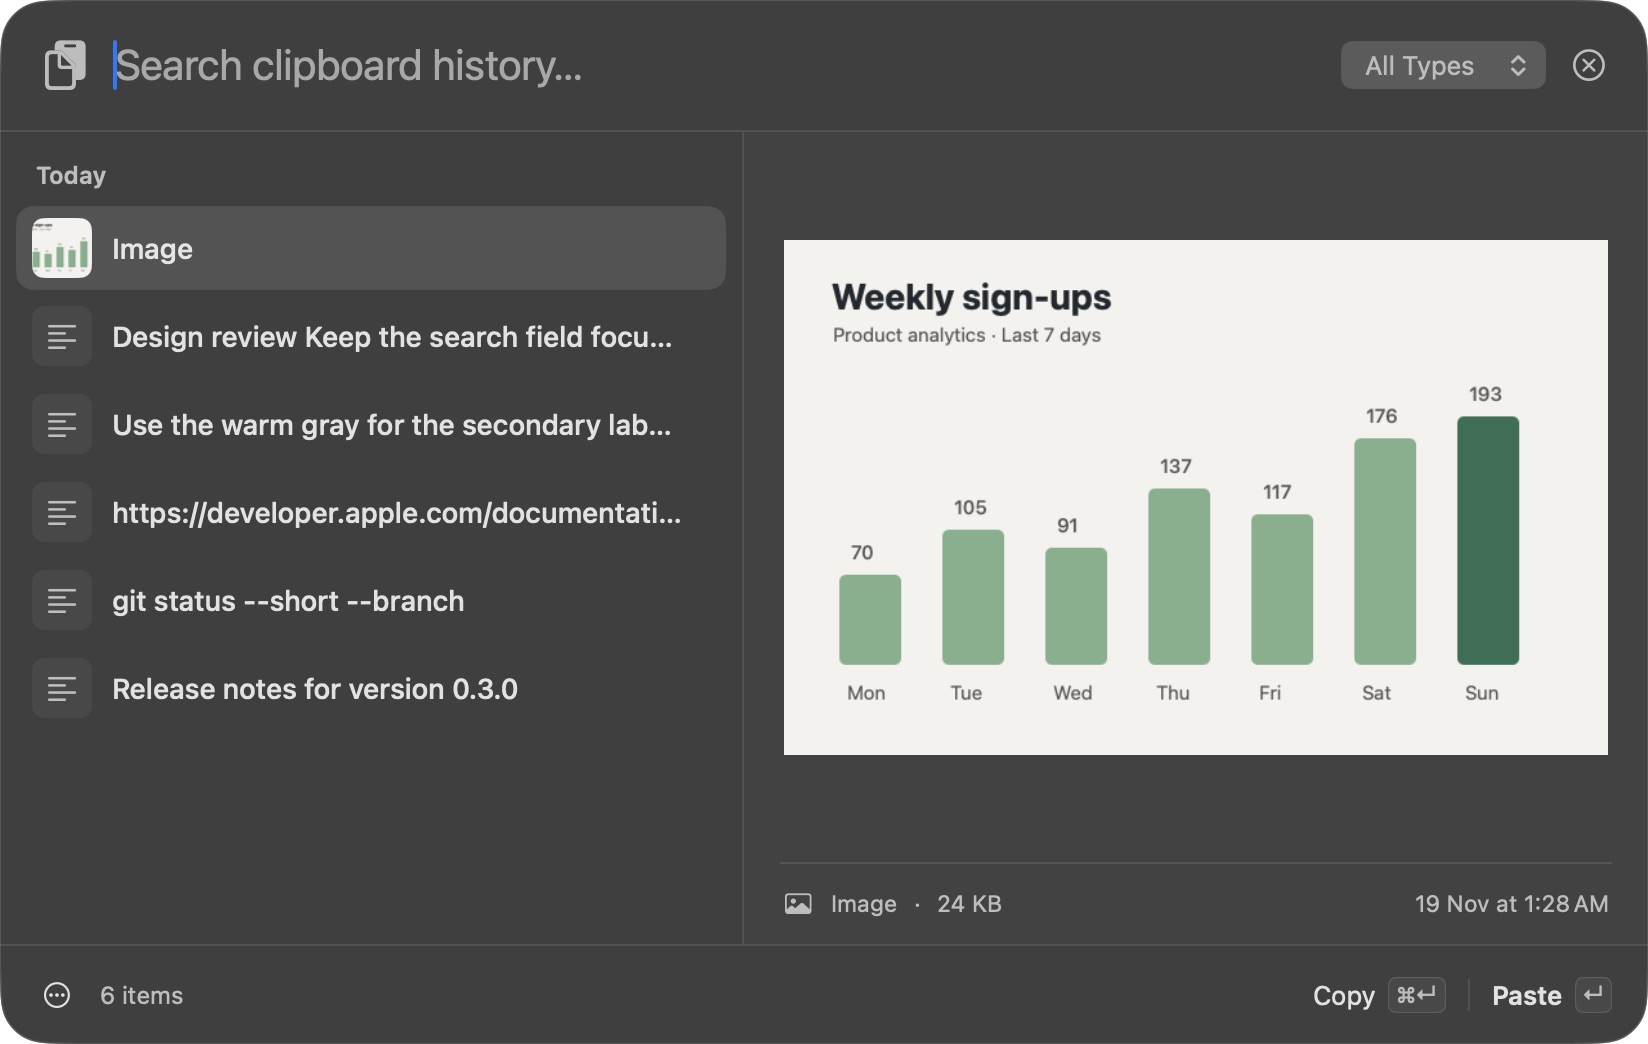 Search clipboard history...
All Types
Today
Image
Design review Keep the search field focu...
Use the warm gray for the secondary lab...
https://developer.apple.com/documentati...
git status --short --branch
Release notes for version 0.3.0
Weekly sign-ups
Product analytics · Last 7 days
70
105
91
137
117
176
193
Mon Tue Wed Thu Fri Sat Sun
Image · 24 KB
19 Nov at 1:28 AM
6 items
Copy ⌘↵
Paste ↵